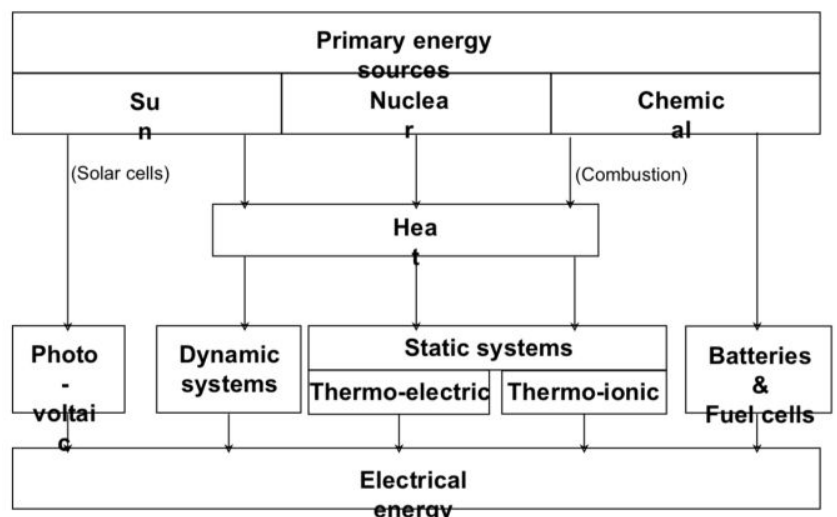 Primary energy
sources
Su
n
Nuclea
r
Chemic
al
(Solar cells)
(Combustion)
Hea
t
Photo
-
voltai
c
Dynamic
systems
Static systems
Thermo-electric
Thermo-ionic
Batteries
&
Fuel cells
Electrical
energy